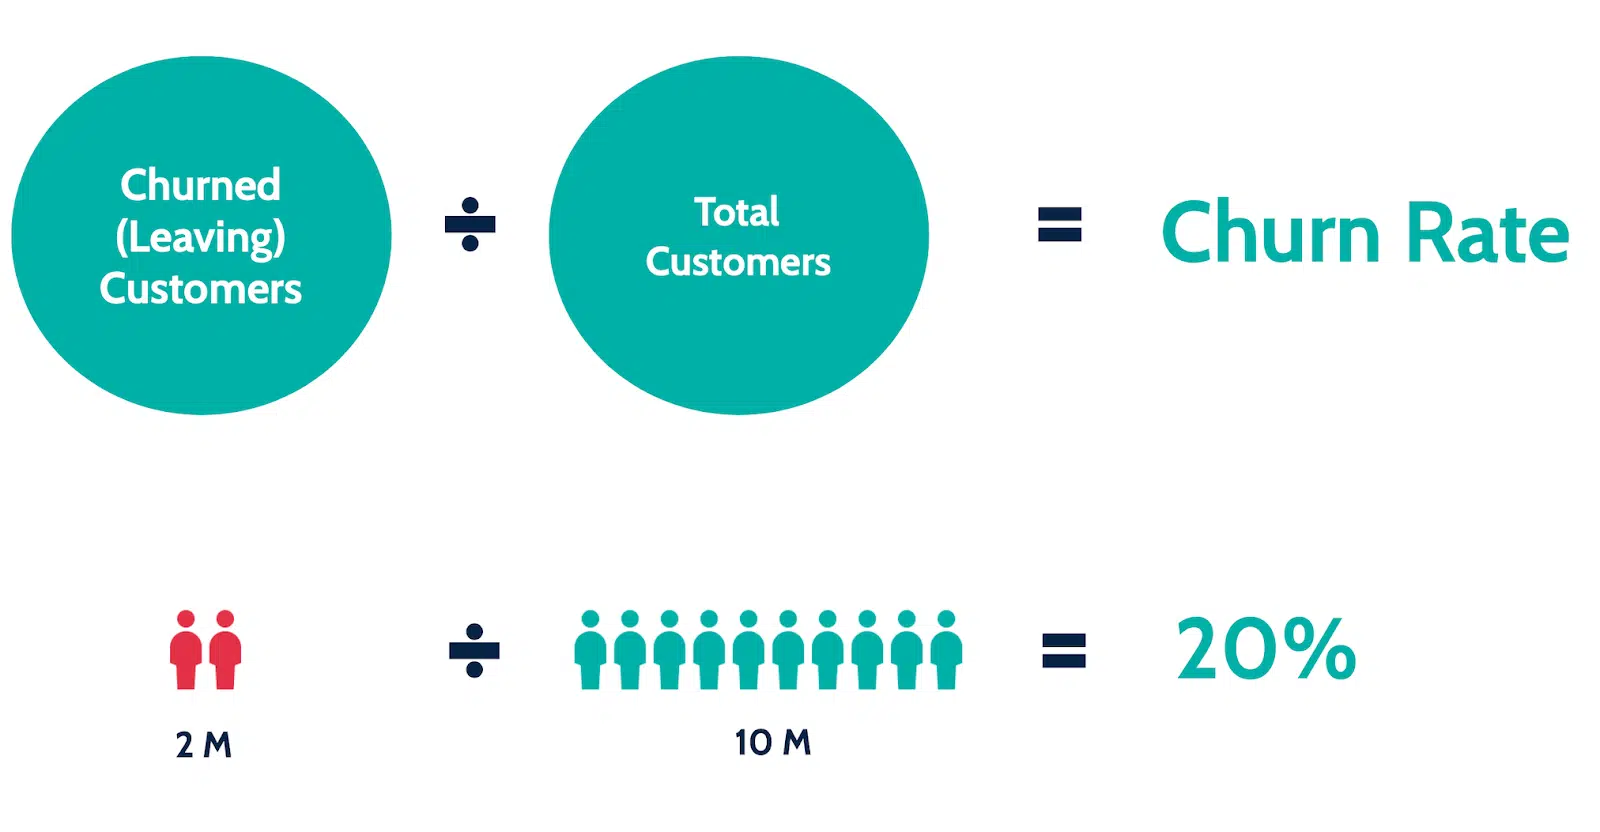 Churned
(Leaving)
Customers
÷
Total
Customers
=
Churn Rate
÷
=
20%
2 M
10 M